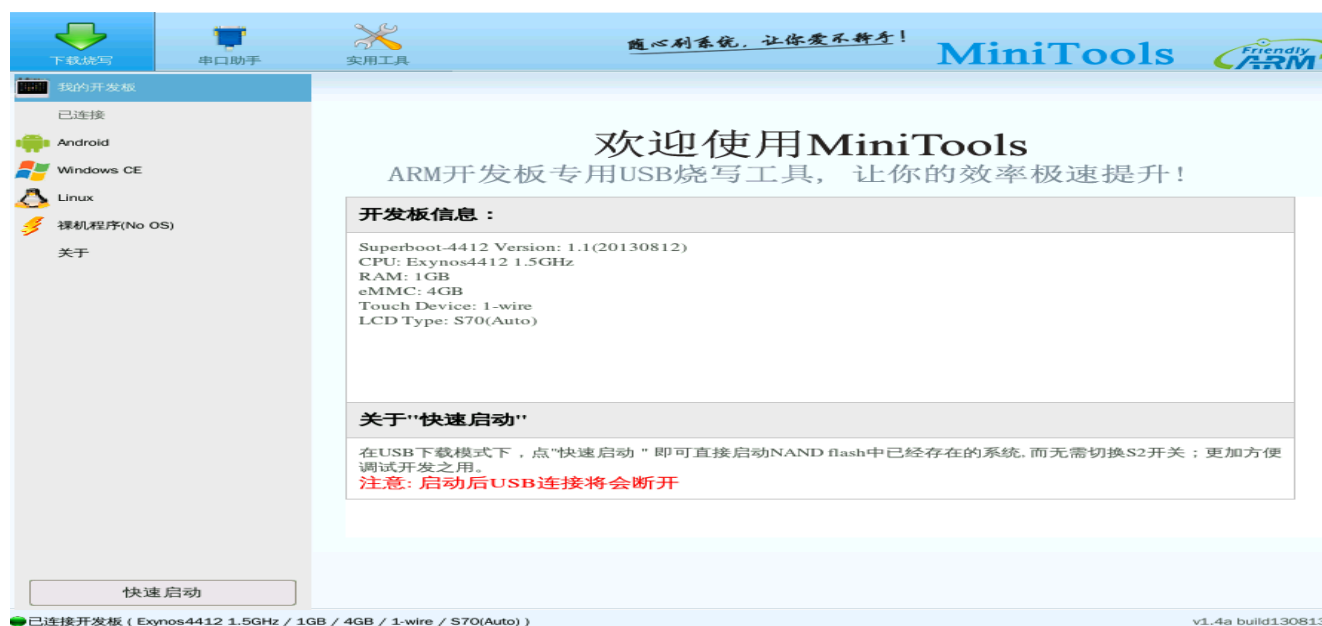 下载烧写
串口助手
实用工具
随心刷系统，让你爱不释手！
MiniTools
Friendly
ARM
我的开发板
已连接
Android
Windows CE
Linux
裸机程序(No OS)
关于
欢迎使用MiniTools
ARM开发板专用USB烧写工具，让你的效率极速提升！
开发板信息：
Superboot-4412 Version: 1.1(20130812)
CPU: Exynos4412 1.5GHz
RAM: 1GB
eMMC: 4GB
Touch Device: 1-wire
LCD Type: S70(Auto)
关于"快速启动"
在USB下载模式下，点"快速启动 " 即可直接启动NAND flash中已经存在的系统, 而无需切换S2开关；更加方便
调试开发之用。
注意: 启动后USB连接将会断开
快速启动
已连接开发板 ( Exynos4412 1.5GHz / 1GB / 4GB / 1-wire / S70(Auto) )
v1.4a build130813